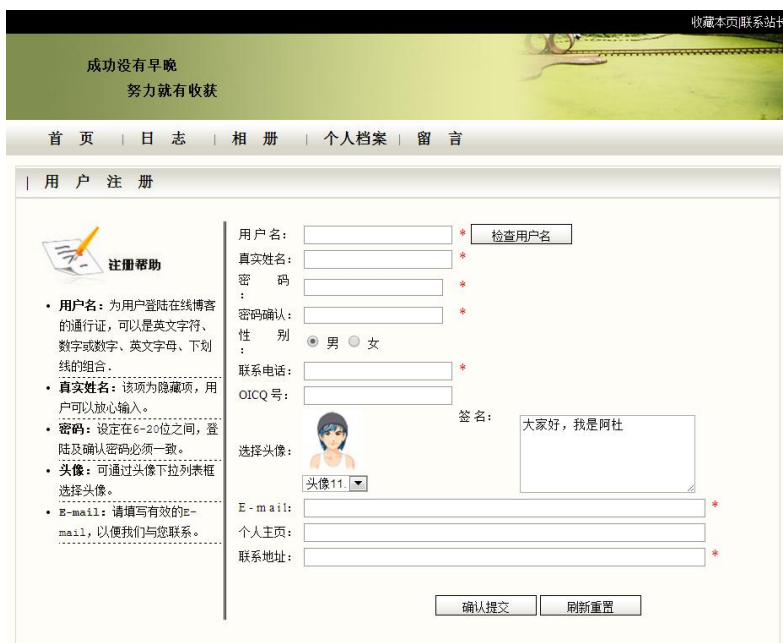 收藏本页|联系站长
成功没有早晚
努力就有收获
首 页 | 日 志 | 相 册 | 个人档案 | 留 言
| 用 户 注 册
注册帮助
• 用户名：为用户登陆在线博客
的通行证，可以是英文字符、
数字或数字、英文字母、下划
线的组合．
• 真实姓名：该项为隐藏项，用
户可以放心输入。
• 密码：设定在6-20位之间，登
陆及确认密码必须一致。
• 头像：可通过头像下拉列表框
选择头像。
• E-mail：请填写有效的E-
mail，以便我们与您联系。
用户名： * 检查用户名
真实姓名： *
密 码
： *
密码确认： *
性 别
： 男 女
联系电话： *
OICQ号：
选择头像：
头像11.
签名：
大家好，我是阿杜
E-mail: *
个人主页：
联系地址： *
确认提交 刷新重置